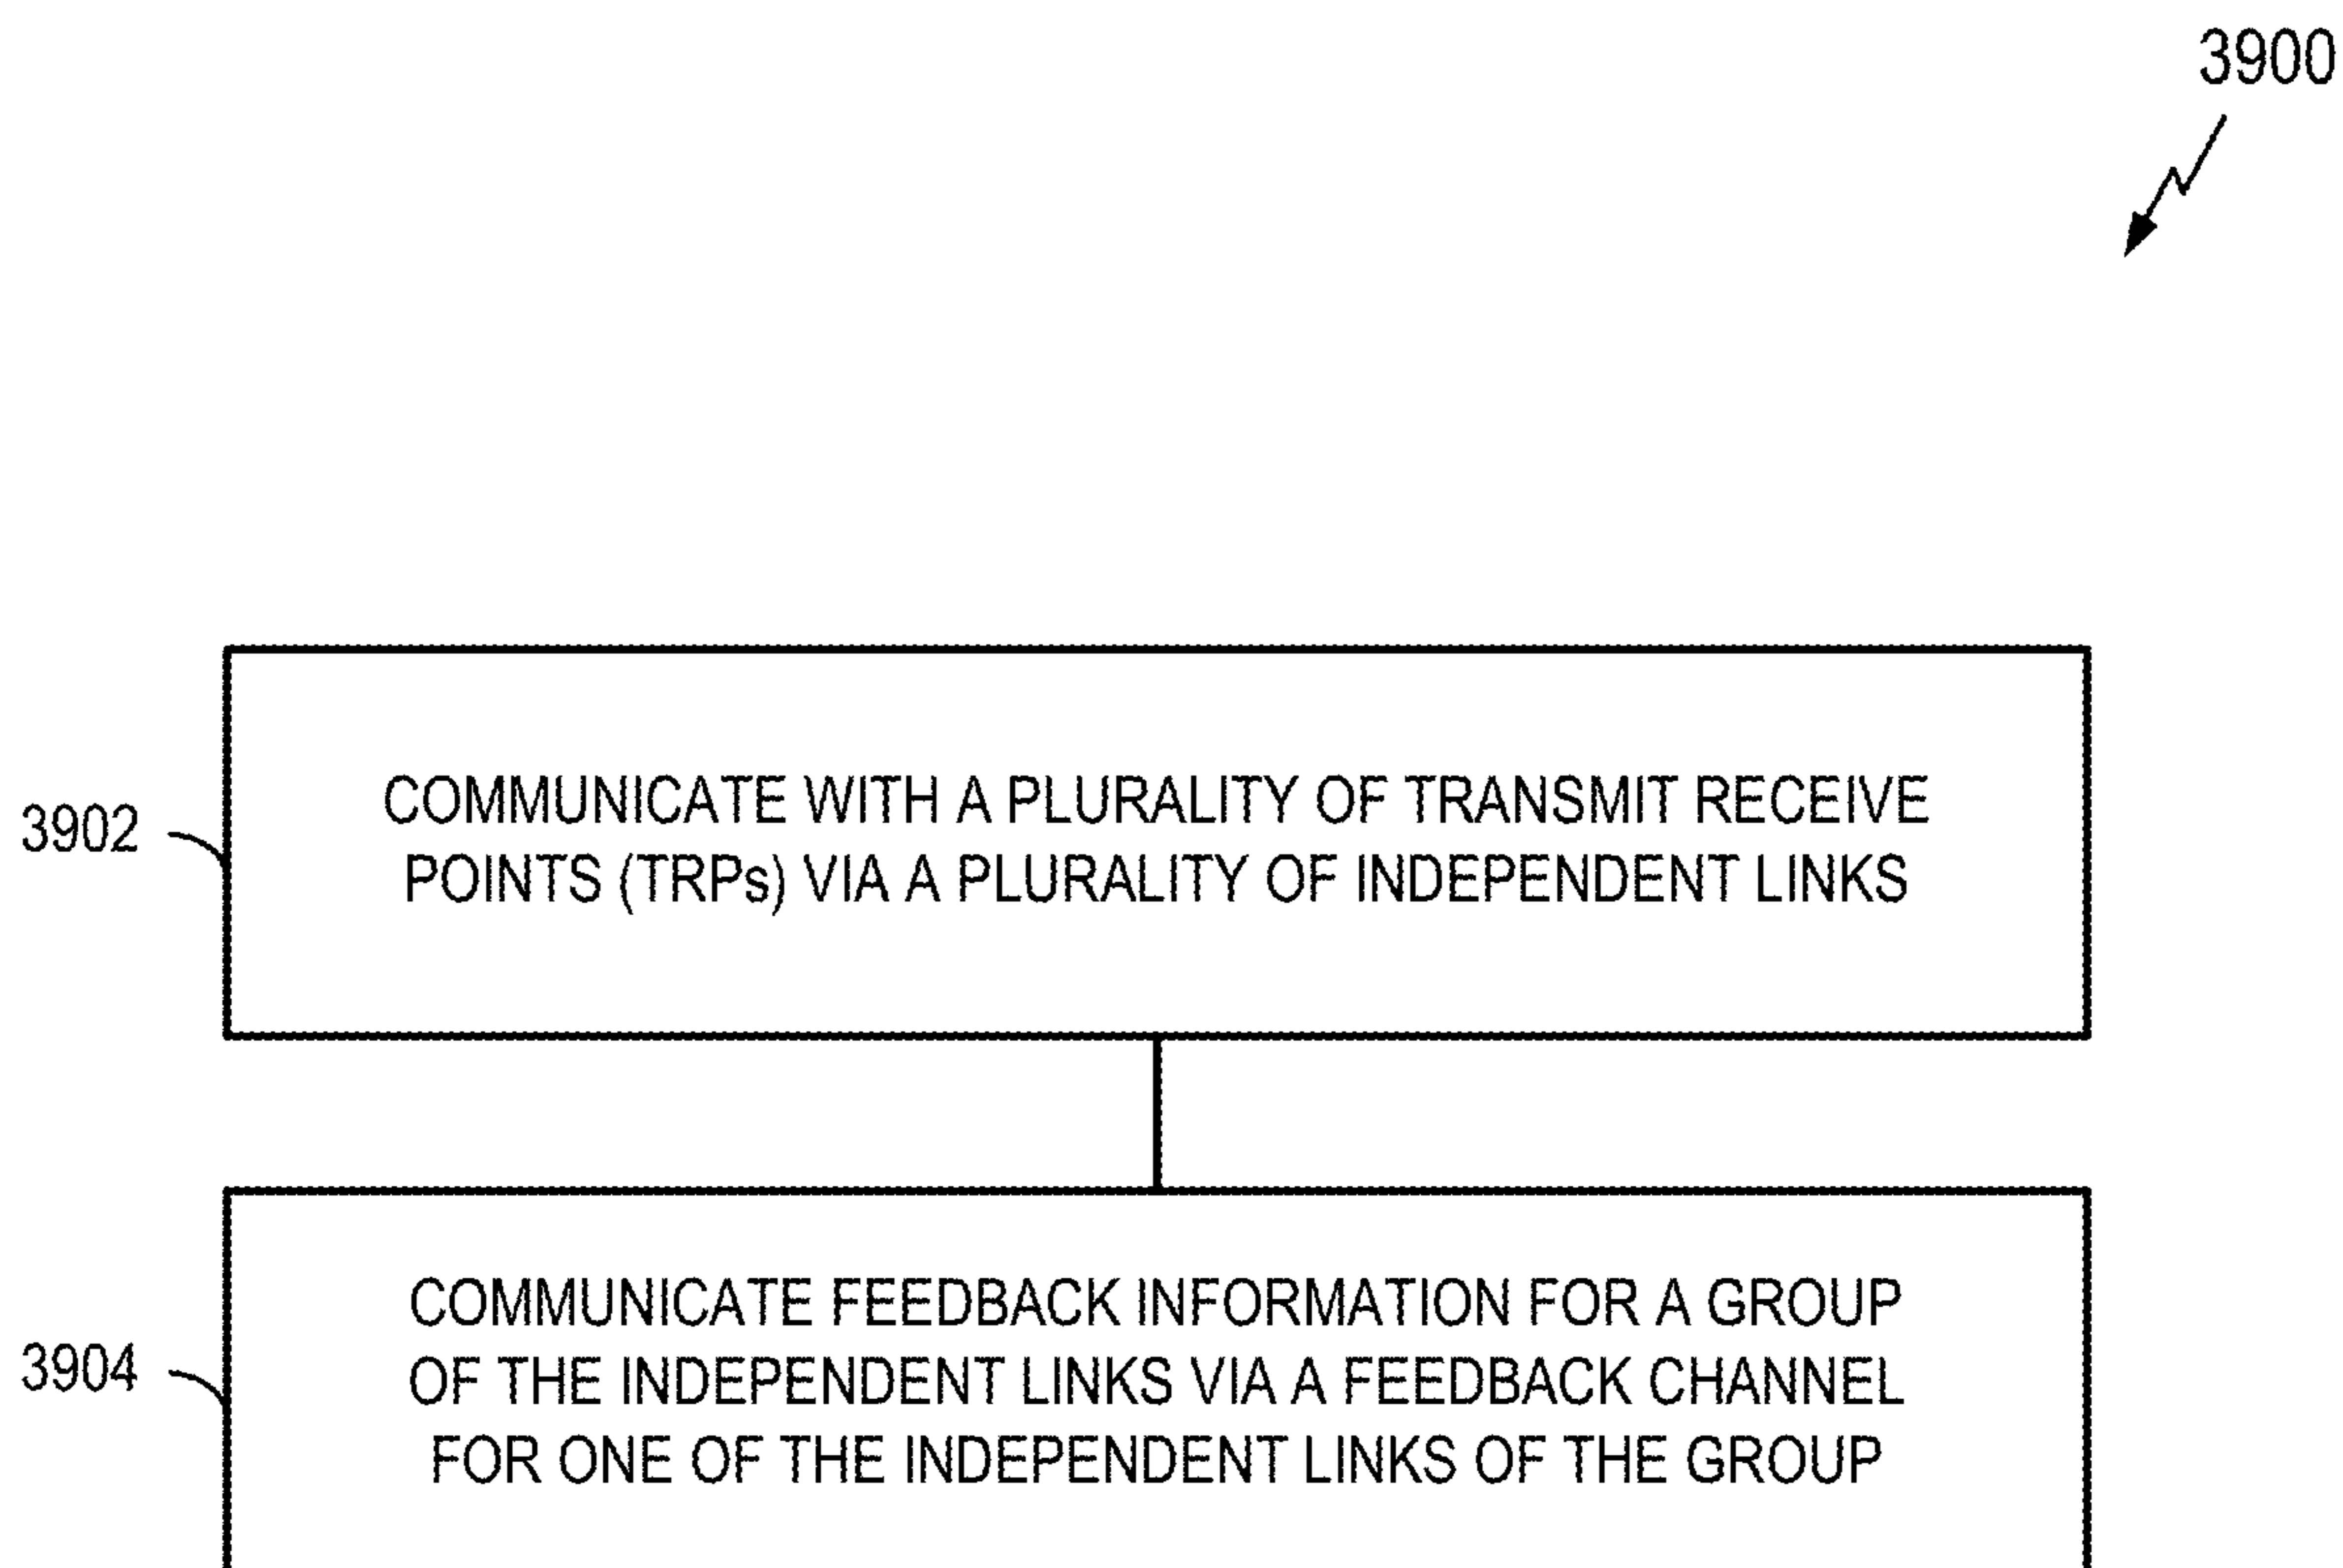 3900
3902
COMMUNICATE WITH A PLURALITY OF TRANSMIT RECEIVE
POINTS (TRPs) VIA A PLURALITY OF INDEPENDENT LINKS
3904
COMMUNICATE FEEDBACK INFORMATION FOR A GROUP
OF THE INDEPENDENT LINKS VIA A FEEDBACK CHANNEL
FOR ONE OF THE INDEPENDENT LINKS OF THE GROUP